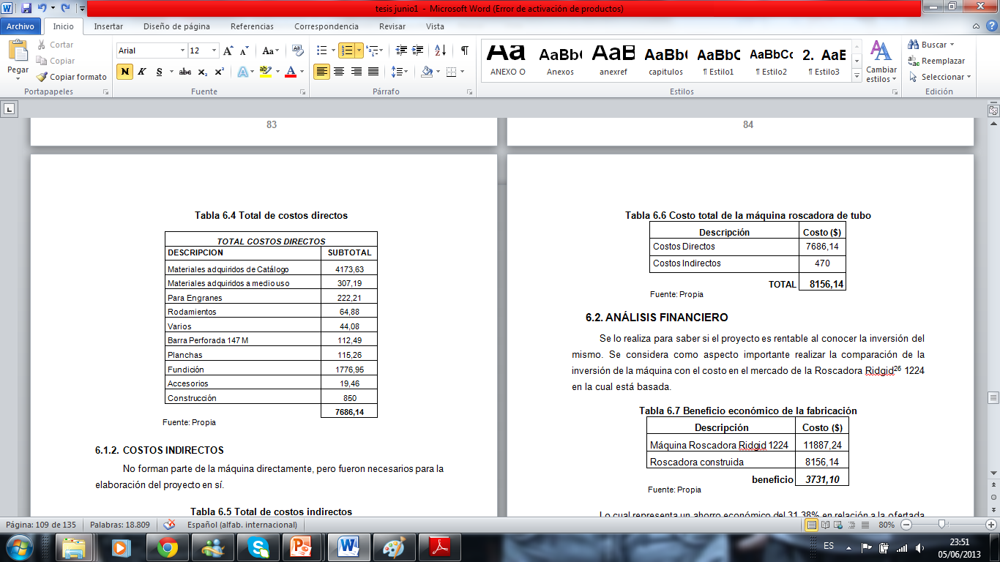 tesis junio1 - Microsoft Word (Error de activación de productos)
Archivo Inicio Insertar Diseño de página Referencias Correspondencia Revisar Vista
Pegar
Cortar
Copiar
Copiar formato
Portapapeles
Arial 12
Fuente
Párrafo
Aa AaBb( AaB AaBb( AaBbC AaBbCc 2. AaE
ANEXO O Anexos anexref capitulos ¶ Estilo1 ¶ Estilo2 ¶ Estilo3
Estilos
Cambiar estilos
Buscar
Reemplazar
Seleccionar
Edición
83
Tabla 6.4 Total de costos directos
TOTAL COSTOS DIRECTOS
DESCRIPCION SUBTOTAL
Materiales adquiridos de Catálogo 4173,63
Materiales adquiridos a medio uso 307,19
Para Engranes 222,21
Rodamientos 64,88
Varios 44,08
Barra Perforada 147 M 112,49
Planchas 115,26
Fundición 1776,95
Accesorios 19,46
Construcción 850
7686,14
Fuente: Propia
6.1.2. COSTOS INDIRECTOS
No forman parte de la máquina directamente, pero fueron necesarios para la
elaboración del proyecto en sí.
Tabla 6.5 Total de costos indirectos
84
Tabla 6.6 Costo total de la máquina roscadora de tubo
Descripción Costo ($)
Costos Directos 7686,14
Costos Indirectos 470
TOTAL 8156,14
Fuente: Propia
6.2. ANÁLISIS FINANCIERO
Se lo realiza para saber si el proyecto es rentable al conocer la inversión del
mismo. Se considera como aspecto importante realizar la comparación de la
inversión de la máquina con el costo en el mercado de la Roscadora Ridgid26 1224
en la cual está basada.
Tabla 6.7 Beneficio económico de la fabricación
Descripción Costo ($)
Máquina Roscadora Ridgid 1224 11887,24
Roscadora construida 8156,14
beneficio 3731,10
Fuente: Propia
Lo cual representa un ahorro económico del 31,38% en relación a la ofertada
Página: 109 de 135 Palabras: 18.809 Español (alfab. internacional) 80%
ES 23:51
05/06/2013